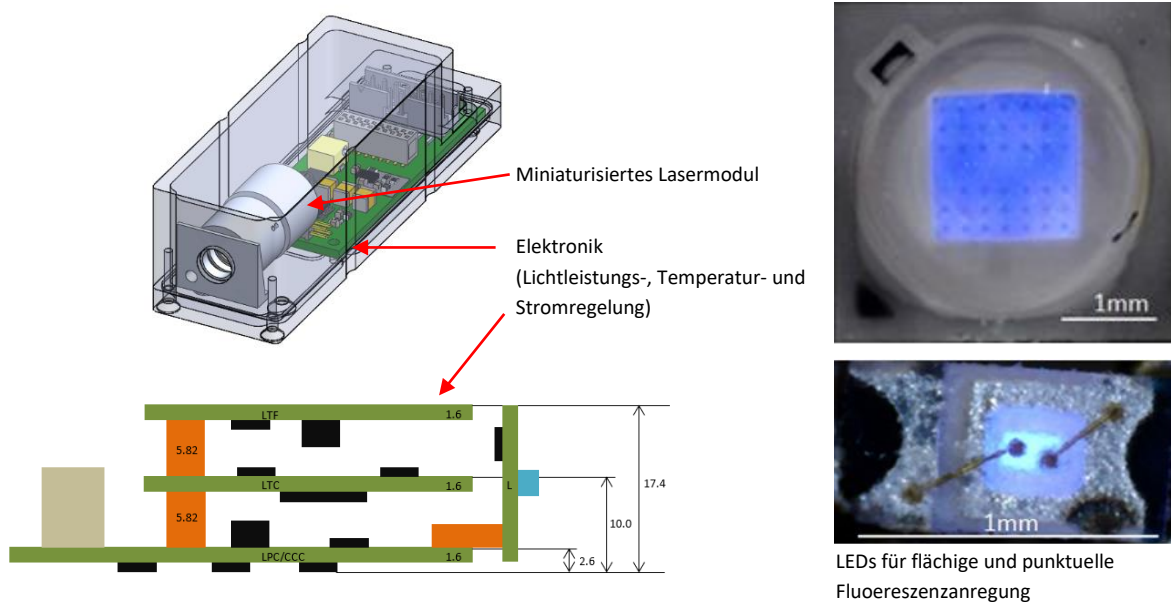 Miniaturisiertes Lasermodul
Elektronik
(Lichtleistungs-, Temperatur- und
Stromregelung)
1mm
LTF
1.6
5.82
LTC
1.6
L
17.4
5.82
10.0
LPC/CCC
1.6
2.6
1mm
LEDs für flächige und punktuelle
Fluoereszenzanregung